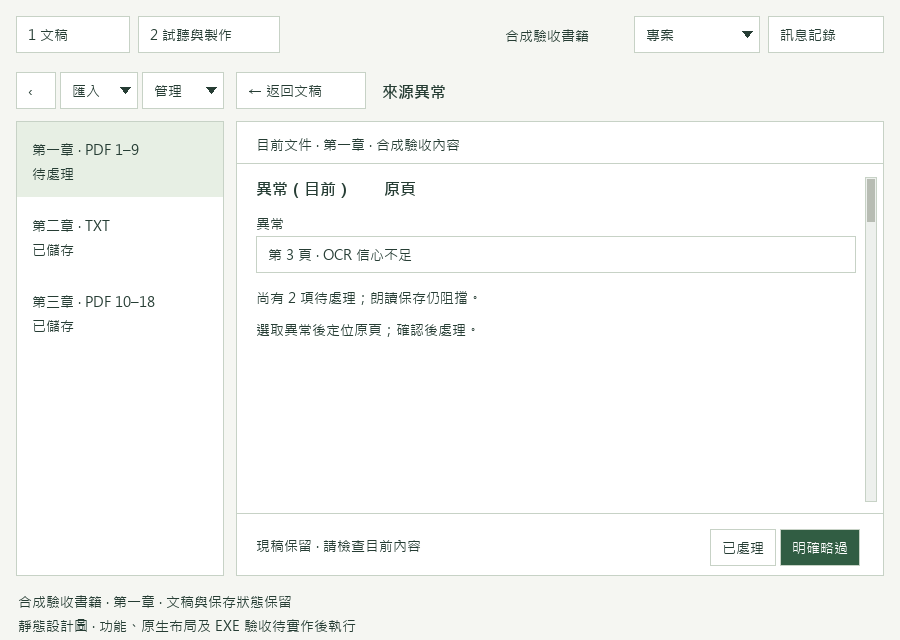 1 文稿
2 試聽與製作
合成驗收書籍
專案
訊息記錄
‹
匯入
管理
← 返回文稿
來源異常
第一章 · PDF 1–9
待處理
第二章 · TXT
已儲存
第三章 · PDF 10–18
已儲存
目前文件 · 第一章 · 合成驗收內容
異常 ( 目前 )
原頁
異常
第 3 頁 · OCR 信心不足
尚有 2 項待處理；朗讀保存仍阻擋。
選取異常後定位原頁；確認後處理。
現稿保留 · 請檢查目前內容
已處理
明確略過
合成驗收書籍 · 第一章 · 文稿與保存狀態保留
靜態設計圖 · 功能、原生布局及 EXE 驗收待實作後執行